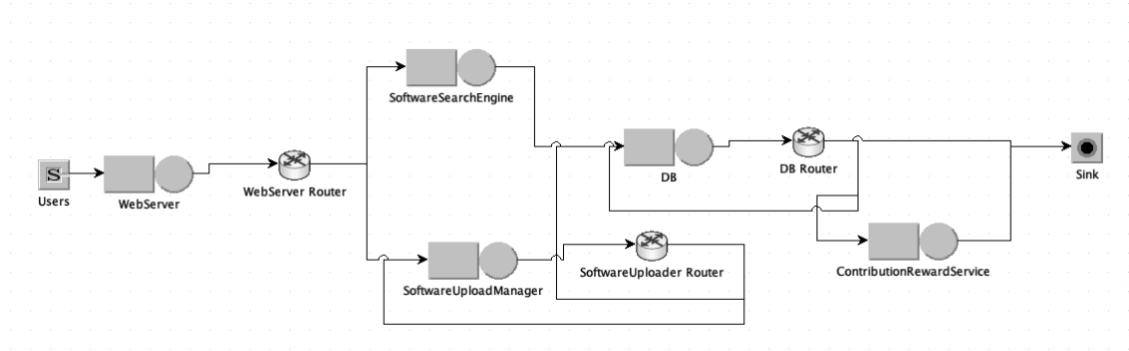 SoftwareSearchEngine
S
Users
WebServer
WebServer Router
DB
DB Router
Sink
SoftwareUploadManager
SoftwareUploader Router
ContributionRewardService